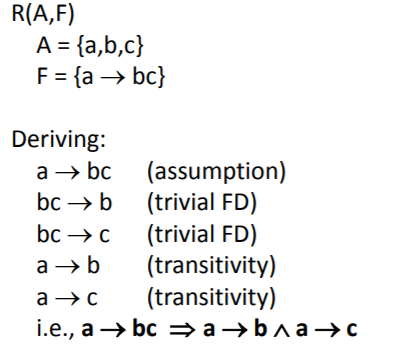 R(A,F)
A = {a,b,c}
F = {a → bc}
Deriving:
a → bc (assumption)
bc → b (trivial FD)
bc → c (trivial FD)
a → b (transitivity)
a → c (transitivity)
i.e., a → bc ⇒ a → b ∧ a → c